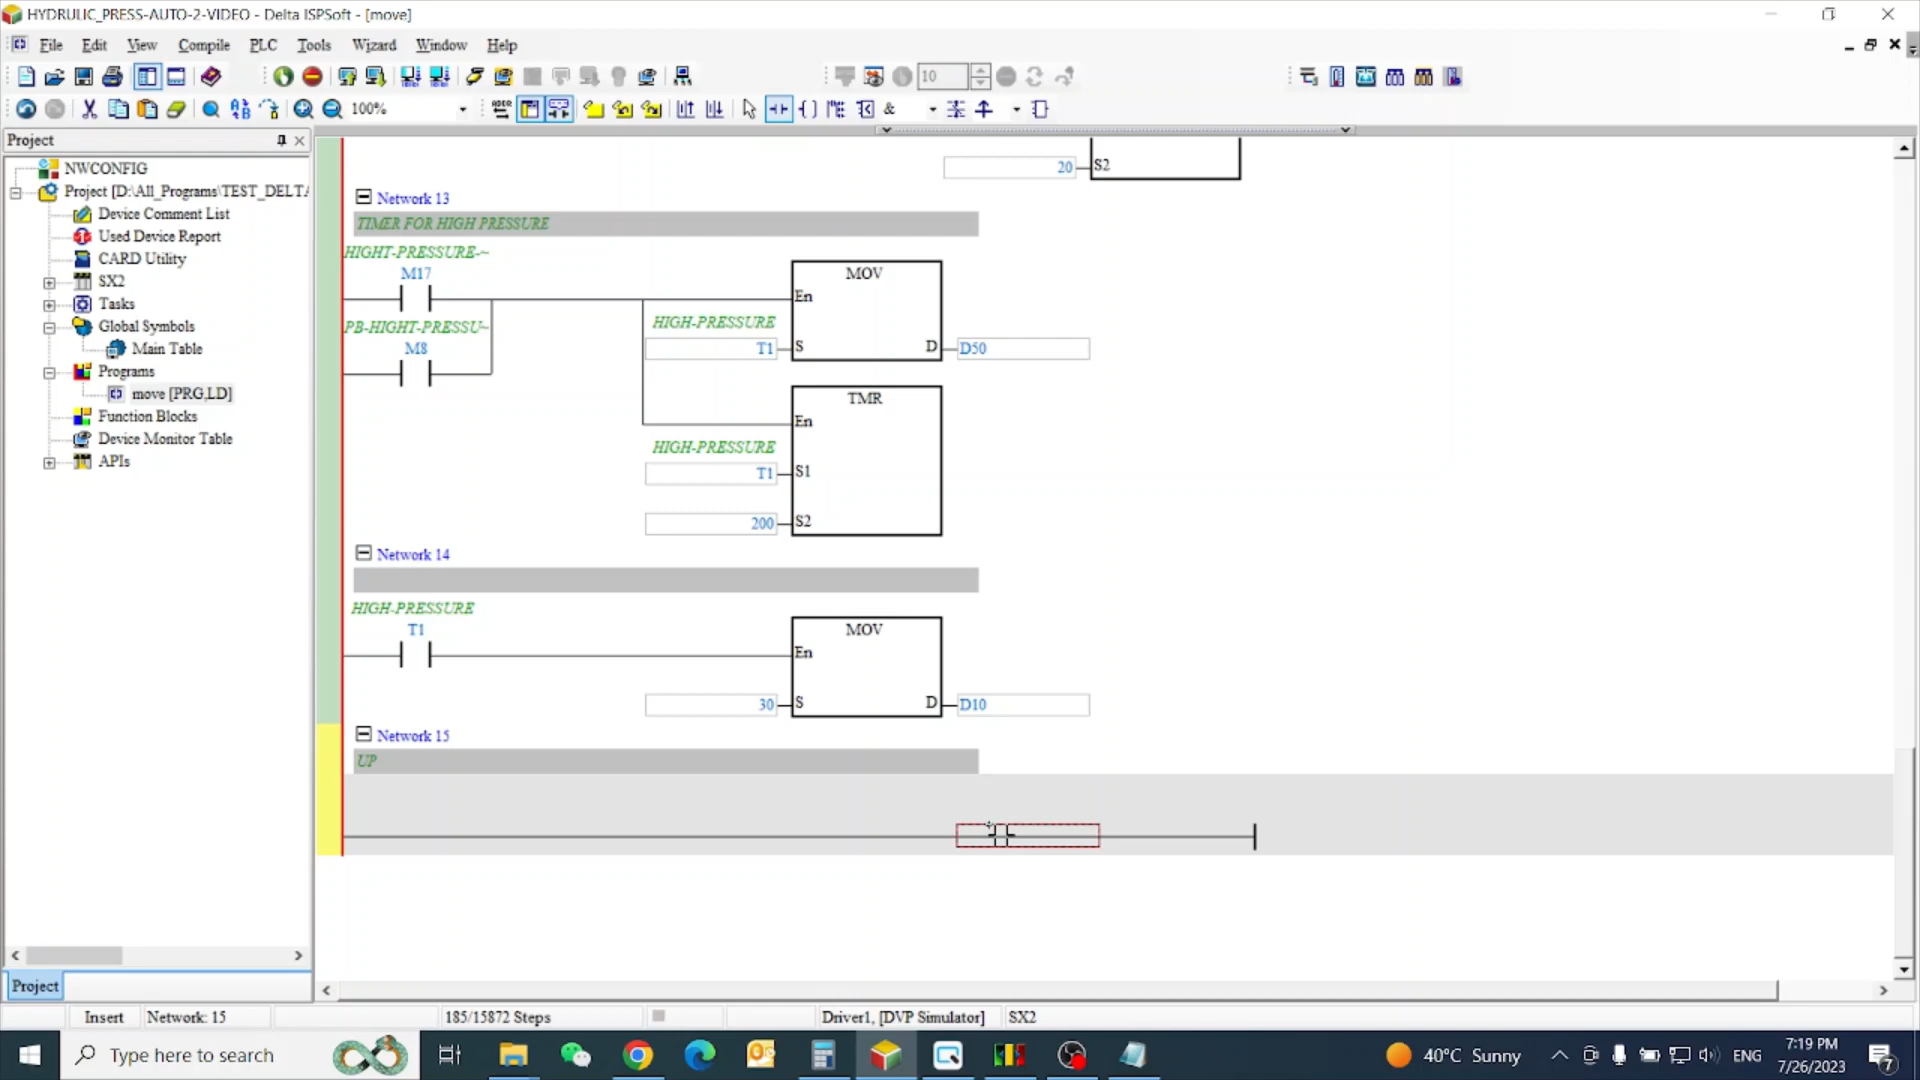 HYDRULIC_PRESS-AUTO-2-VIDEO - Delta ISPSoft - [move]
File Edit View Compile PLC Tools Wizard Window Help
10
100%
&
Project
NWCONFIG
Project [D:\All_Programs\TEST_DELTA
Device Comment List
Used Device Report
CARD Utility
SX2
Tasks
Global Symbols
Main Table
Programs
move [PRG,LD]
Function Blocks
Device Monitor Table
APIs
Project
20 S2
Network 13
TIMER FOR HIGH PRESSURE
HIGHT-PRESSURE-~
M17
MOV
En
PB-HIGHT-PRESSU~
HIGH-PRESSURE
M8
T1 S D D50
TMR
En
HIGH-PRESSURE
T1 S1
200 S2
Network 14
HIGH-PRESSURE
T1
MOV
En
30 S D D10
Network 15
UP
Insert Network: 15 185/15872 Steps Driver1, [DVP Simulator] SX2
Type here to search
40°C Sunny
ENG
7:19 PM
7/26/2023
7